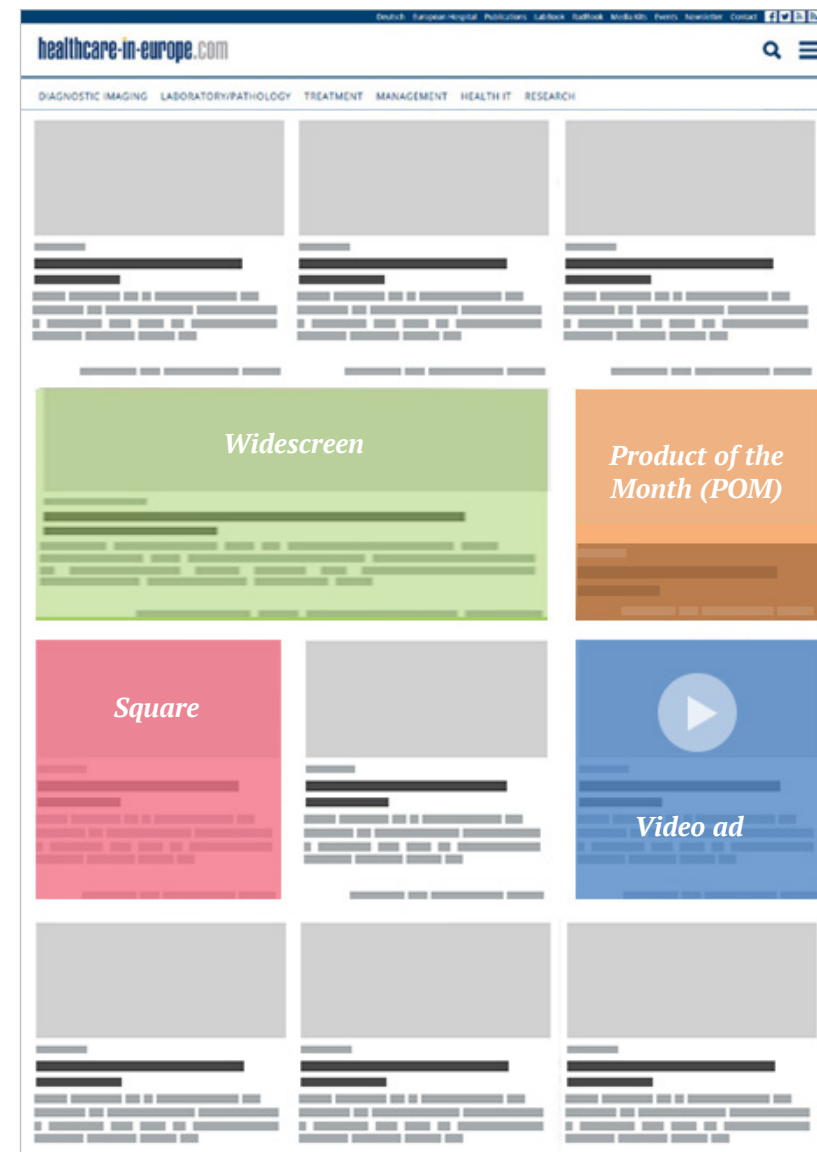 Deutsch European Hospital Publications LabBook RadBook Media Kits Events Newsletter Contact
healthcare-in-europe.com
DIAGNOSTIC IMAGING LABORATORY/PATHOLOGY TREATMENT MANAGEMENT HEALTH IT RESEARCH
Widescreen
Product of the
Month (POM)
Square
Video ad